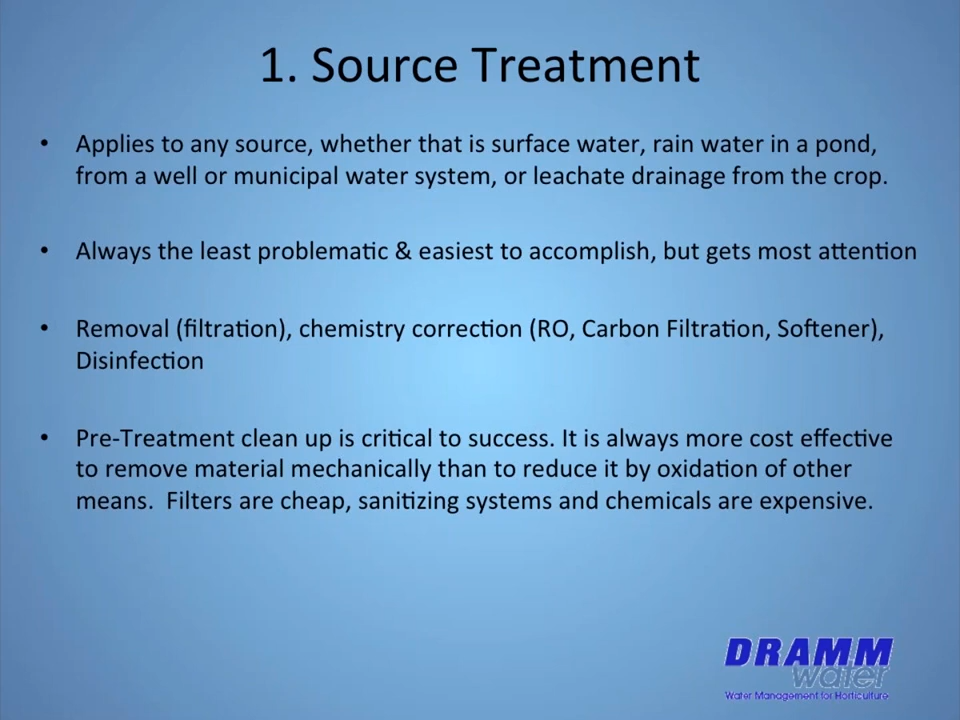 1. Source Treatment
• Applies to any source, whether that is surface water, rain water in a pond,
from a well or municipal water system, or leachate drainage from the crop.
• Always the least problematic & easiest to accomplish, but gets most attention
• Removal (filtration), chemistry correction (RO, Carbon Filtration, Softener),
Disinfection
• Pre-Treatment clean up is critical to success. It is always more cost effective
to remove material mechanically than to reduce it by oxidation of other
means.  Filters are cheap, sanitizing systems and chemicals are expensive.
DRAMM
water
Water Management for Horticulture